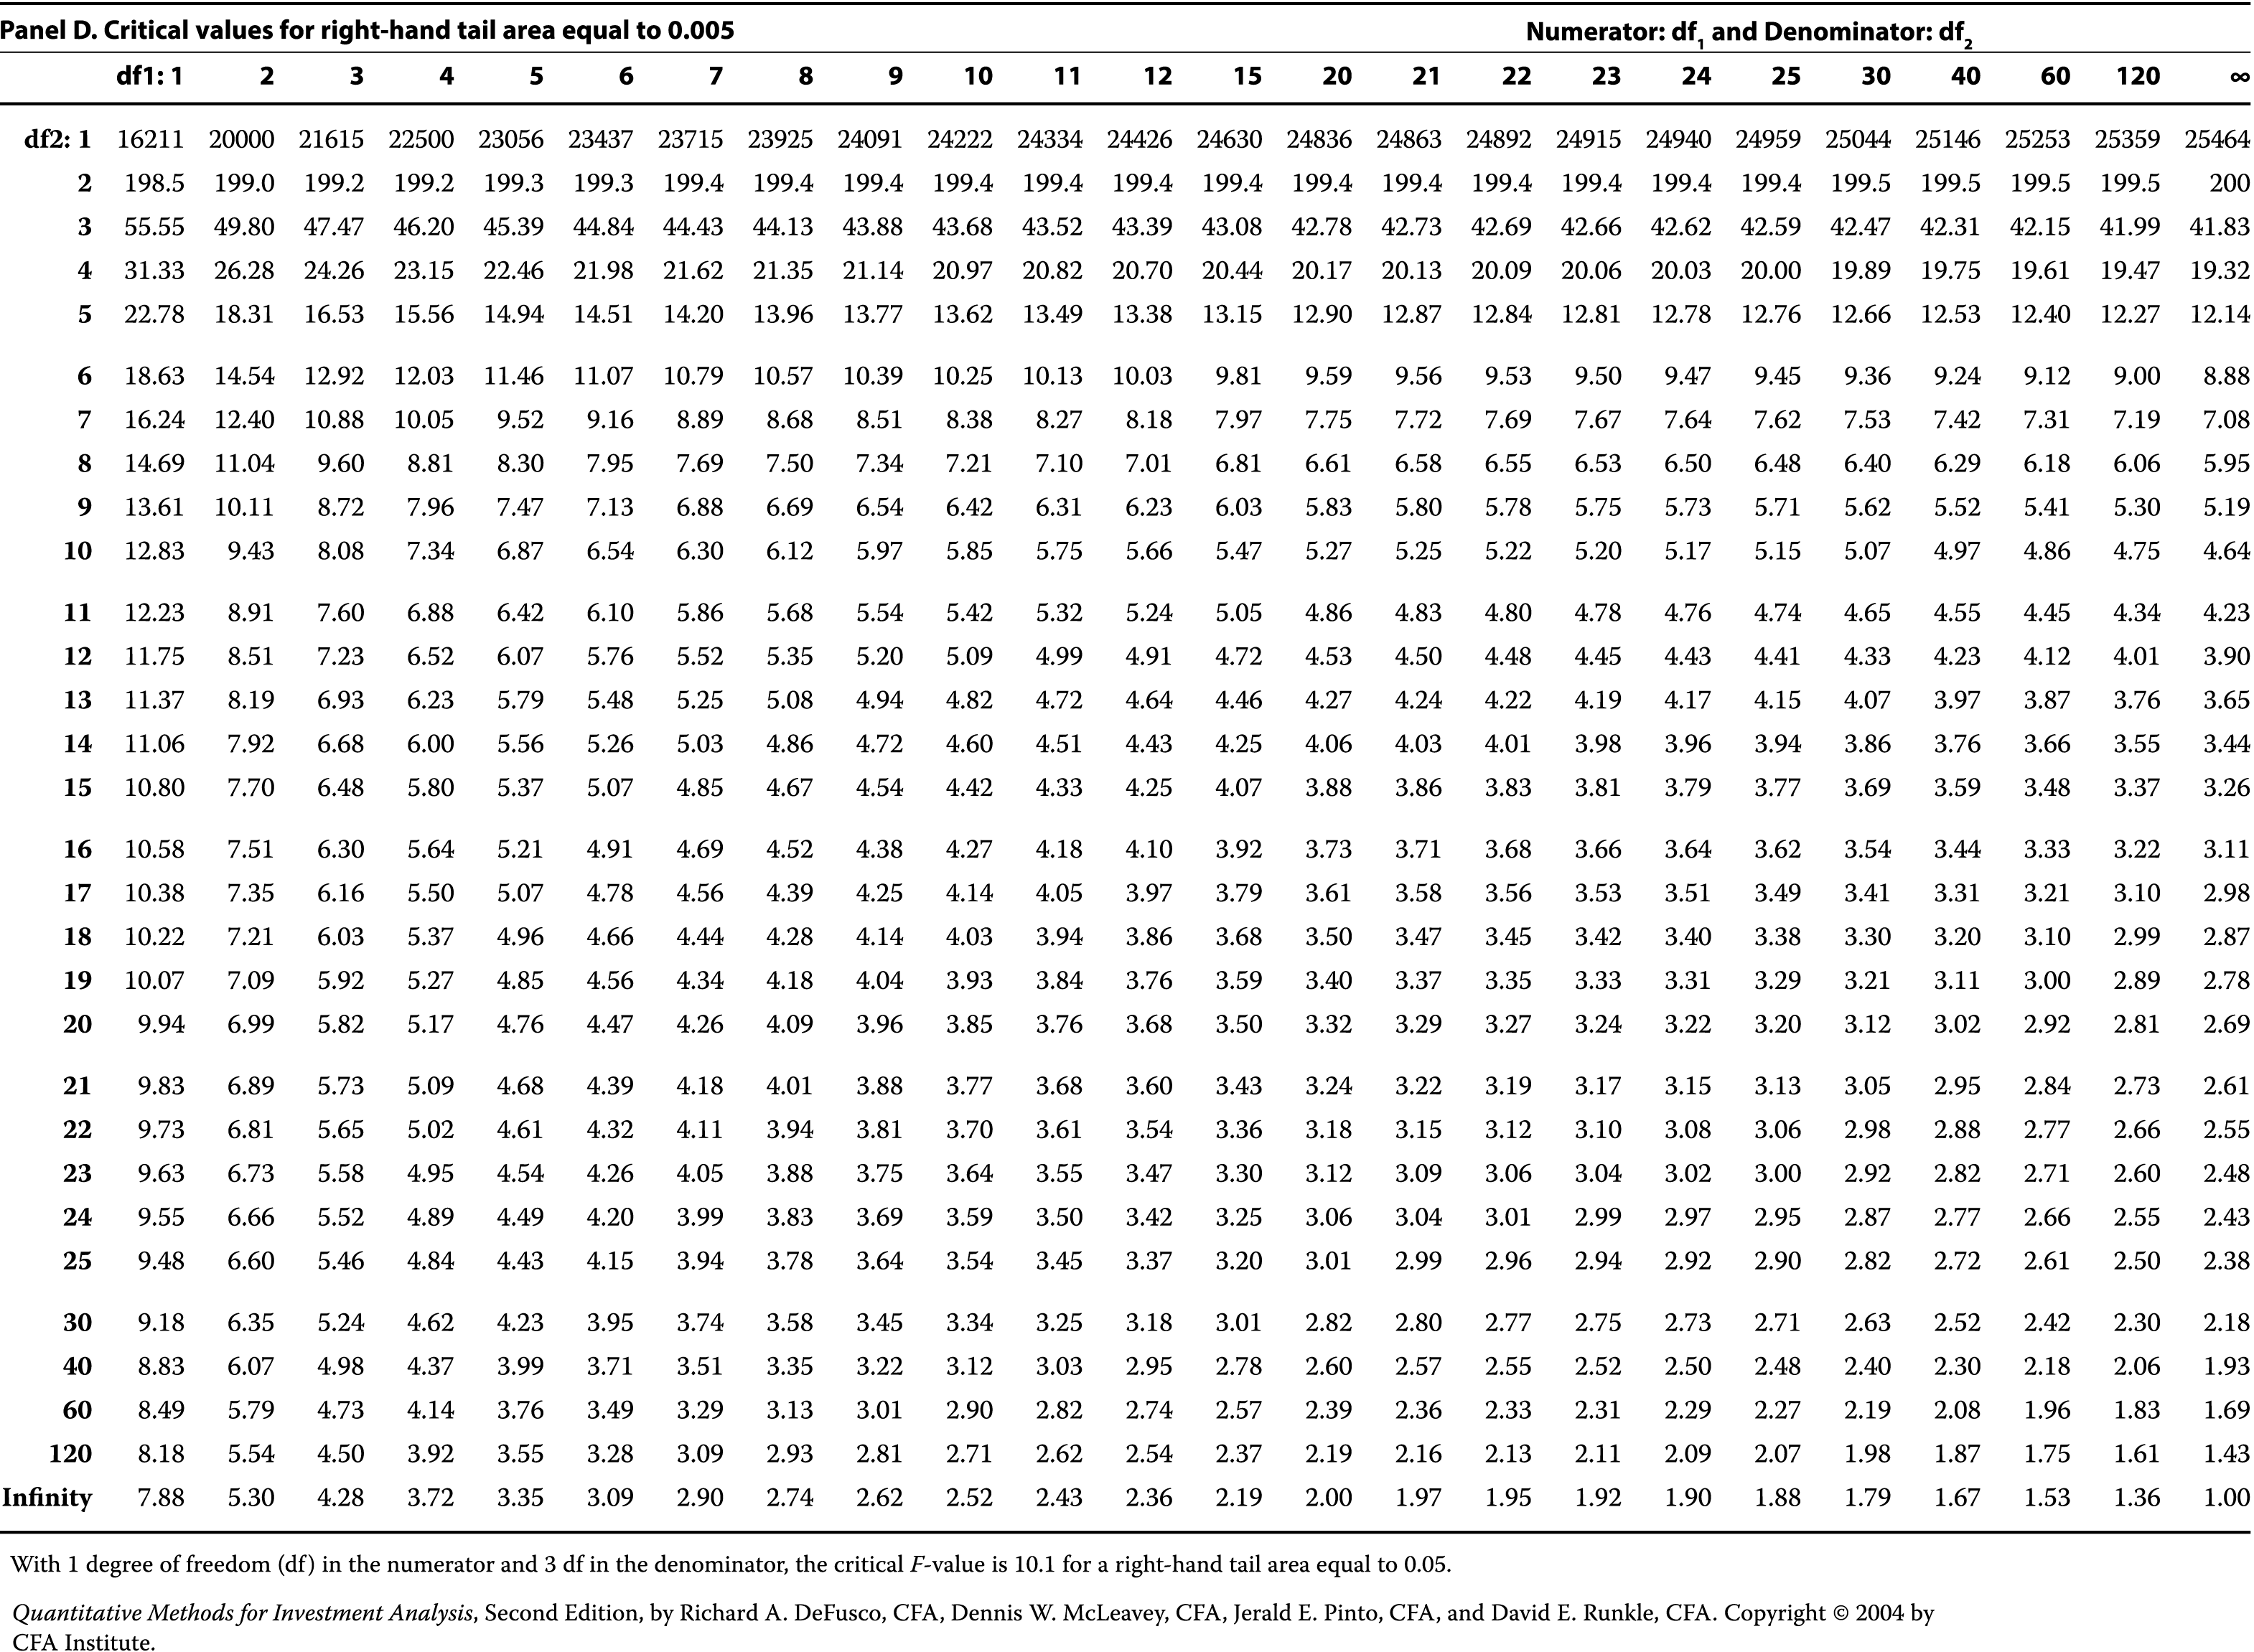 Panel D. Critical values for right-hand tail area equal to 0.005 Numerator: df1 and Denominator: df2
df1: 1 2 3 4 5 6 7 8 9 10 11 12 15 20 21 22 23 24 25 30 40 60 120 ∞
df2: 1 16211 20000 21615 22500 23056 23437 23715 23925 24091 24222 24334 24426 24630 24836 24863 24892 24915 24940 24959 25044 25146 25253 25359 25464
2 198.5 199.0 199.2 199.2 199.3 199.3 199.4 199.4 199.4 199.4 199.4 199.4 199.4 199.4 199.4 199.4 199.4 199.4 199.4 199.5 199.5 199.5 199.5 200
3 55.55 49.80 47.47 46.20 45.39 44.84 44.43 44.13 43.88 43.68 43.52 43.39 43.08 42.78 42.73 42.69 42.66 42.62 42.59 42.47 42.31 42.15 41.99 41.83
4 31.33 26.28 24.26 23.15 22.46 21.98 21.62 21.35 21.14 20.97 20.82 20.70 20.44 20.17 20.13 20.09 20.06 20.03 20.00 19.89 19.75 19.61 19.47 19.32
5 22.78 18.31 16.53 15.56 14.94 14.51 14.20 13.96 13.77 13.62 13.49 13.38 13.15 12.90 12.87 12.84 12.81 12.78 12.76 12.66 12.53 12.40 12.27 12.14
6 18.63 14.54 12.92 12.03 11.46 11.07 10.79 10.57 10.39 10.25 10.13 10.03 9.81 9.59 9.56 9.53 9.50 9.47 9.45 9.36 9.24 9.12 9.00 8.88
7 16.24 12.40 10.88 10.05 9.52 9.16 8.89 8.68 8.51 8.38 8.27 8.18 7.97 7.75 7.72 7.69 7.67 7.64 7.62 7.53 7.42 7.31 7.19 7.08
8 14.69 11.04 9.60 8.81 8.30 7.95 7.69 7.50 7.34 7.21 7.10 7.01 6.81 6.61 6.58 6.55 6.53 6.50 6.48 6.40 6.29 6.18 6.06 5.95
9 13.61 10.11 8.72 7.96 7.47 7.13 6.88 6.69 6.54 6.42 6.31 6.23 6.03 5.83 5.80 5.78 5.75 5.73 5.71 5.62 5.52 5.41 5.30 5.19
10 12.83 9.43 8.08 7.34 6.87 6.54 6.30 6.12 5.97 5.85 5.75 5.66 5.47 5.27 5.25 5.22 5.20 5.17 5.15 5.07 4.97 4.86 4.75 4.64
11 12.23 8.91 7.60 6.88 6.42 6.10 5.86 5.68 5.54 5.42 5.32 5.24 5.05 4.86 4.83 4.80 4.78 4.76 4.74 4.65 4.55 4.45 4.34 4.23
12 11.75 8.51 7.23 6.52 6.07 5.76 5.52 5.35 5.20 5.09 4.99 4.91 4.72 4.53 4.50 4.48 4.45 4.43 4.41 4.33 4.23 4.12 4.01 3.90
13 11.37 8.19 6.93 6.23 5.79 5.48 5.25 5.08 4.94 4.82 4.72 4.64 4.46 4.27 4.24 4.22 4.19 4.17 4.15 4.07 3.97 3.87 3.76 3.65
14 11.06 7.92 6.68 6.00 5.56 5.26 5.03 4.86 4.72 4.60 4.51 4.43 4.25 4.06 4.03 4.01 3.98 3.96 3.94 3.86 3.76 3.66 3.55 3.44
15 10.80 7.70 6.48 5.80 5.37 5.07 4.85 4.67 4.54 4.42 4.33 4.25 4.07 3.88 3.86 3.83 3.81 3.79 3.77 3.69 3.59 3.48 3.37 3.26
16 10.58 7.51 6.30 5.64 5.21 4.91 4.69 4.52 4.38 4.27 4.18 4.10 3.92 3.73 3.71 3.68 3.66 3.64 3.62 3.54 3.44 3.33 3.22 3.11
17 10.38 7.35 6.16 5.50 5.07 4.78 4.56 4.39 4.25 4.14 4.05 3.97 3.79 3.61 3.58 3.56 3.53 3.51 3.49 3.41 3.31 3.21 3.10 2.98
18 10.22 7.21 6.03 5.37 4.96 4.66 4.44 4.28 4.14 4.03 3.94 3.86 3.68 3.50 3.47 3.45 3.42 3.40 3.38 3.30 3.20 3.10 2.99 2.87
19 10.07 7.09 5.92 5.27 4.85 4.56 4.34 4.18 4.04 3.93 3.84 3.76 3.59 3.40 3.37 3.35 3.33 3.31 3.29 3.21 3.11 3.00 2.89 2.78
20 9.94 6.99 5.82 5.17 4.76 4.47 4.26 4.09 3.96 3.85 3.76 3.68 3.50 3.32 3.29 3.27 3.24 3.22 3.20 3.12 3.02 2.92 2.81 2.69
21 9.83 6.89 5.73 5.09 4.68 4.39 4.18 4.01 3.88 3.77 3.68 3.60 3.43 3.24 3.22 3.19 3.17 3.15 3.13 3.05 2.95 2.84 2.73 2.61
22 9.73 6.81 5.65 5.02 4.61 4.32 4.11 3.94 3.81 3.70 3.61 3.54 3.36 3.18 3.15 3.12 3.10 3.08 3.06 2.98 2.88 2.77 2.66 2.55
23 9.63 6.73 5.58 4.95 4.54 4.26 4.05 3.88 3.75 3.64 3.55 3.47 3.30 3.12 3.09 3.06 3.04 3.02 3.00 2.92 2.82 2.71 2.60 2.48
24 9.55 6.66 5.52 4.89 4.49 4.20 3.99 3.83 3.69 3.59 3.50 3.42 3.25 3.06 3.04 3.01 2.99 2.97 2.95 2.87 2.77 2.66 2.55 2.43
25 9.48 6.60 5.46 4.84 4.43 4.15 3.94 3.78 3.64 3.54 3.45 3.37 3.20 3.01 2.99 2.96 2.94 2.92 2.90 2.82 2.72 2.61 2.50 2.38
30 9.18 6.35 5.24 4.62 4.23 3.95 3.74 3.58 3.45 3.34 3.25 3.18 3.01 2.82 2.80 2.77 2.75 2.73 2.71 2.63 2.52 2.42 2.30 2.18
40 8.83 6.07 4.98 4.37 3.99 3.71 3.51 3.35 3.22 3.12 3.03 2.95 2.78 2.60 2.57 2.55 2.52 2.50 2.48 2.40 2.30 2.18 2.06 1.93
60 8.49 5.79 4.73 4.14 3.76 3.49 3.29 3.13 3.01 2.90 2.82 2.74 2.57 2.39 2.36 2.33 2.31 2.29 2.27 2.19 2.08 1.96 1.83 1.69
120 8.18 5.54 4.50 3.92 3.55 3.28 3.09 2.93 2.81 2.71 2.62 2.54 2.37 2.19 2.16 2.13 2.11 2.09 2.07 1.98 1.87 1.75 1.61 1.43
Infinity 7.88 5.30 4.28 3.72 3.35 3.09 2.90 2.74 2.62 2.52 2.43 2.36 2.19 2.00 1.97 1.95 1.92 1.90 1.88 1.79 1.67 1.53 1.36 1.00
With 1 degree of freedom (df) in the numerator and 3 df in the denominator, the critical F-value is 10.1 for a right-hand tail area equal to 0.05.
Quantitative Methods for Investment Analysis, Second Edition, by Richard A. DeFusco, CFA, Dennis W. McLeavey, CFA, Jerald E. Pinto, CFA, and David E. Runkle, CFA. Copyright © 2004 by
CFA Institute.